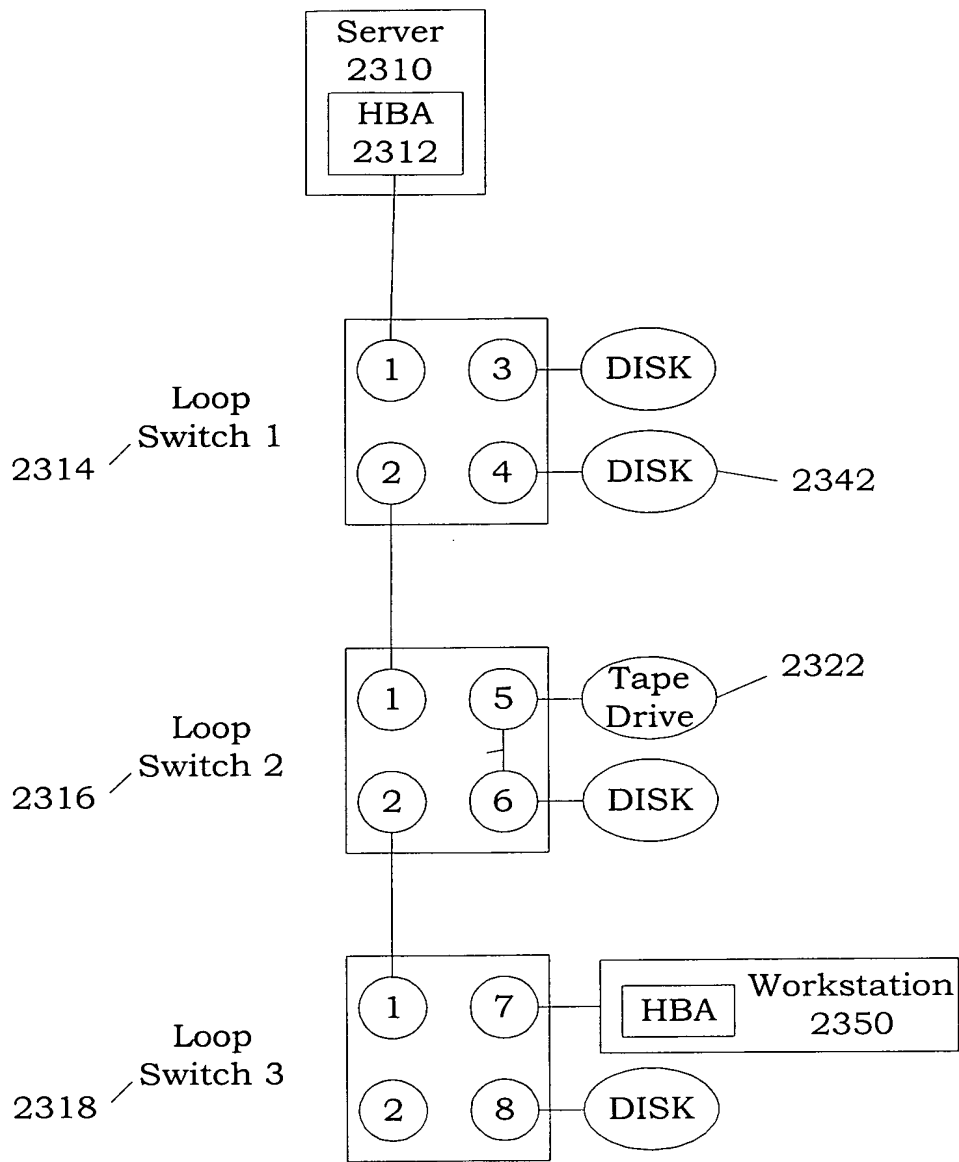 Server
2310
HBA
2312
1
3
DISK
Loop
Switch 1
2314
2
4
DISK
2342
1
5
Tape
Drive
2322
Loop
Switch 2
2316
2
6
DISK
1
7
HBA
Workstation
2350
Loop
Switch 3
2318
2
8
DISK